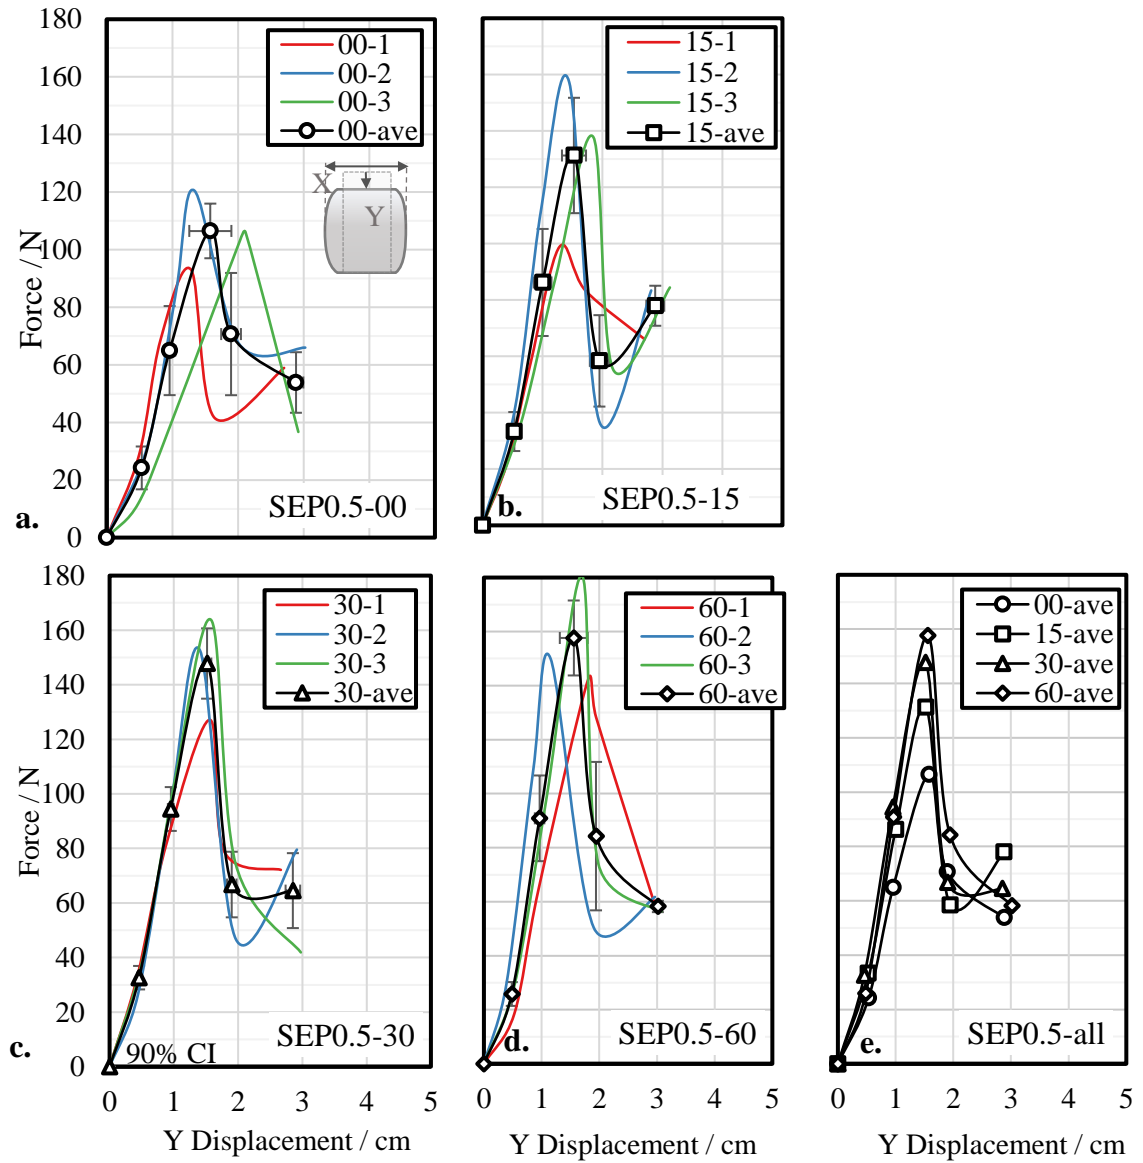 180
160
140
120
100
80
60
40
20
0
Force / N
00-1
00-2
00-3
00-ave
X
Y
a.
SEP0.5-00
15-1
15-2
15-3
15-ave
b.
SEP0.5-15
180
160
140
120
100
80
60
40
20
0
Force / N
30-1
30-2
30-3
30-ave
c.
90% CI
SEP0.5-30
0 1 2 3 4 5
Y Displacement / cm
60-1
60-2
60-3
60-ave
d.
SEP0.5-60
0 1 2 3 4 5
Y Displacement / cm
00-ave
15-ave
30-ave
60-ave
e.
SEP0.5-all
0 1 2 3 4 5
Y Displacement / cm